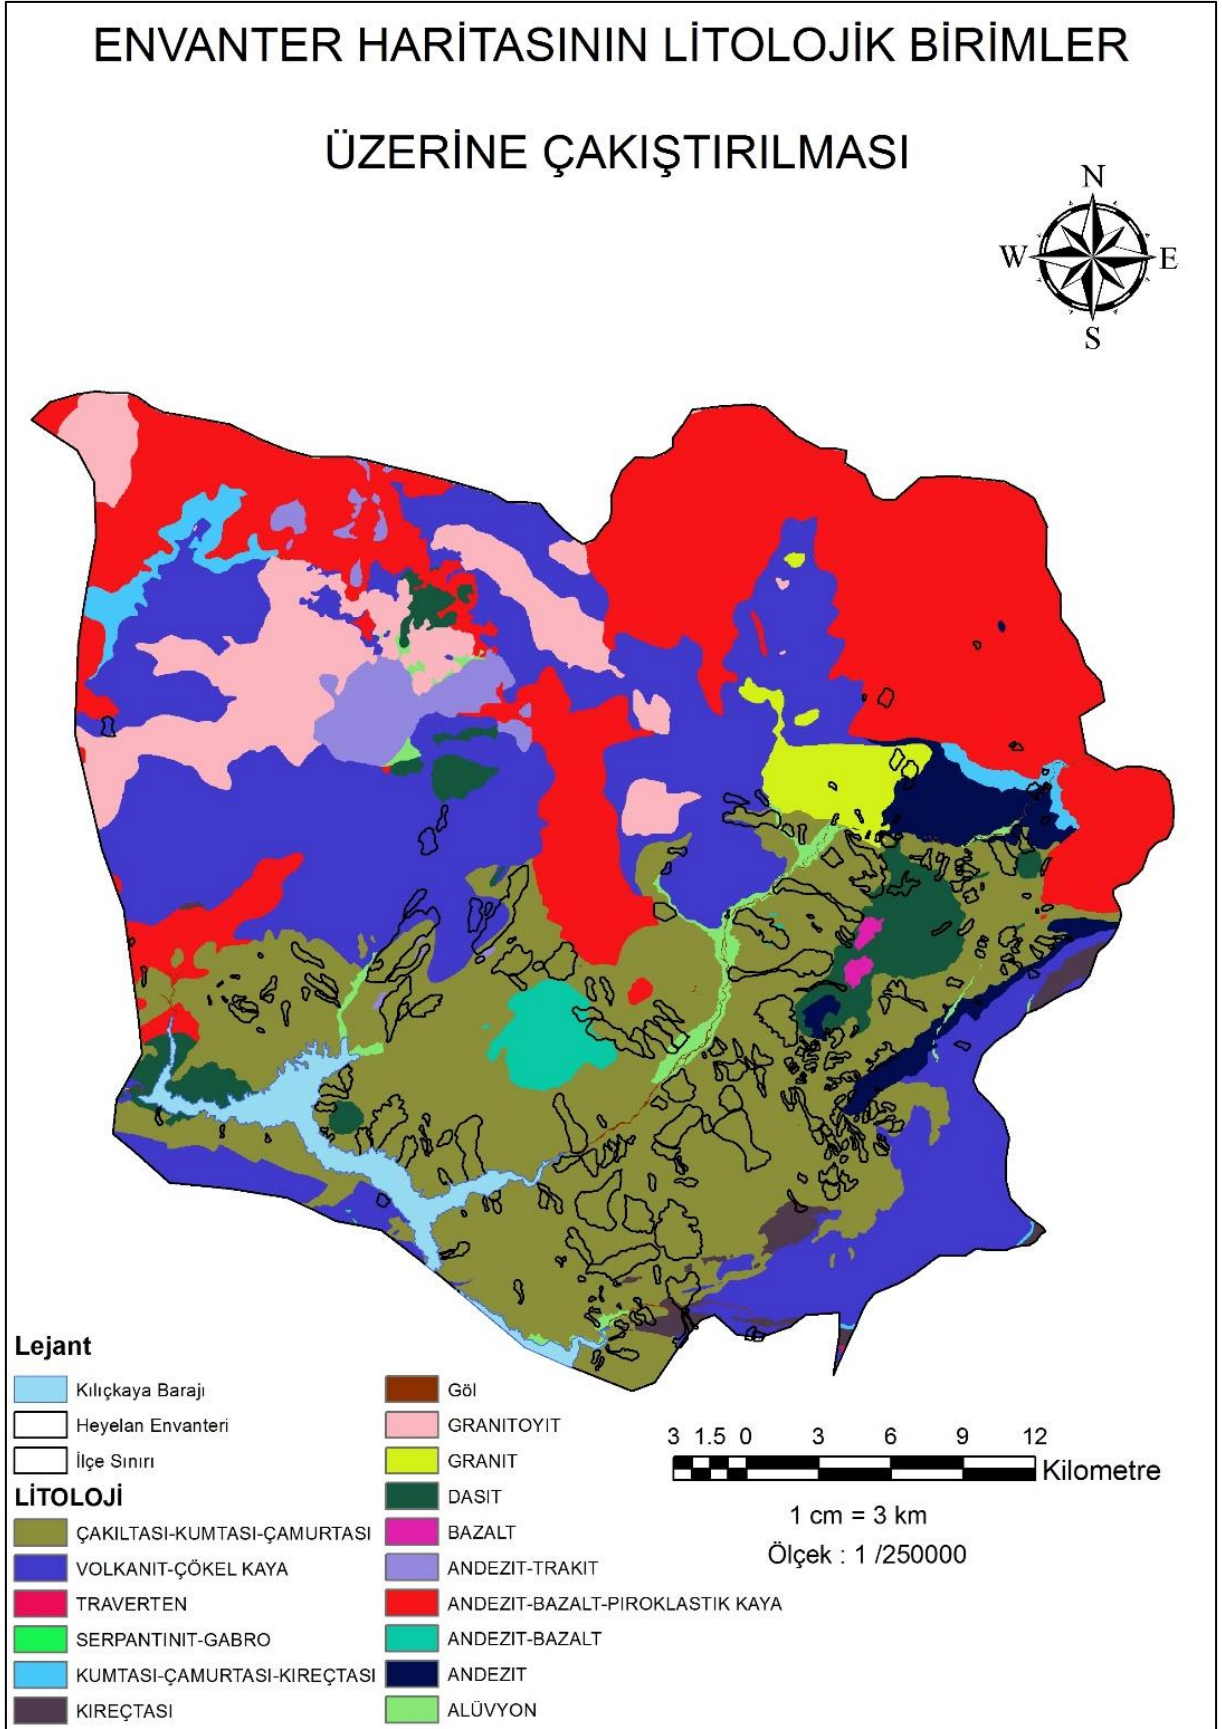 ENVANTER HARİTASININ LİTOLOJİK BİRİMLER
ÜZERİNE ÇAKIŞTIRILMASI
N
W
E
S
Lejant
Kılıçkaya Barajı
Heyelan Envanteri
İlçe Sınırı
LİTOLOJİ
ÇAKILTASI-KUMTASI-ÇAMURTASI
VOLKANIT-ÇÖKEL KAYA
TRAVERTEN
SERPANTINIT-GABRO
KUMTASI-ÇAMURTASI-KIREÇTASI
KIREÇTASI
Göl
GRANITOYIT
GRANIT
DASIT
BAZALT
ANDEZIT-TRAKIT
ANDEZIT-BAZALT-PIROKLASTIK KAYA
ANDEZIT-BAZALT
ANDEZIT
ALÜVYON
3 1.5 0 3 6 9 12
Kilometre
1 cm = 3 km
Ölçek : 1 /250000